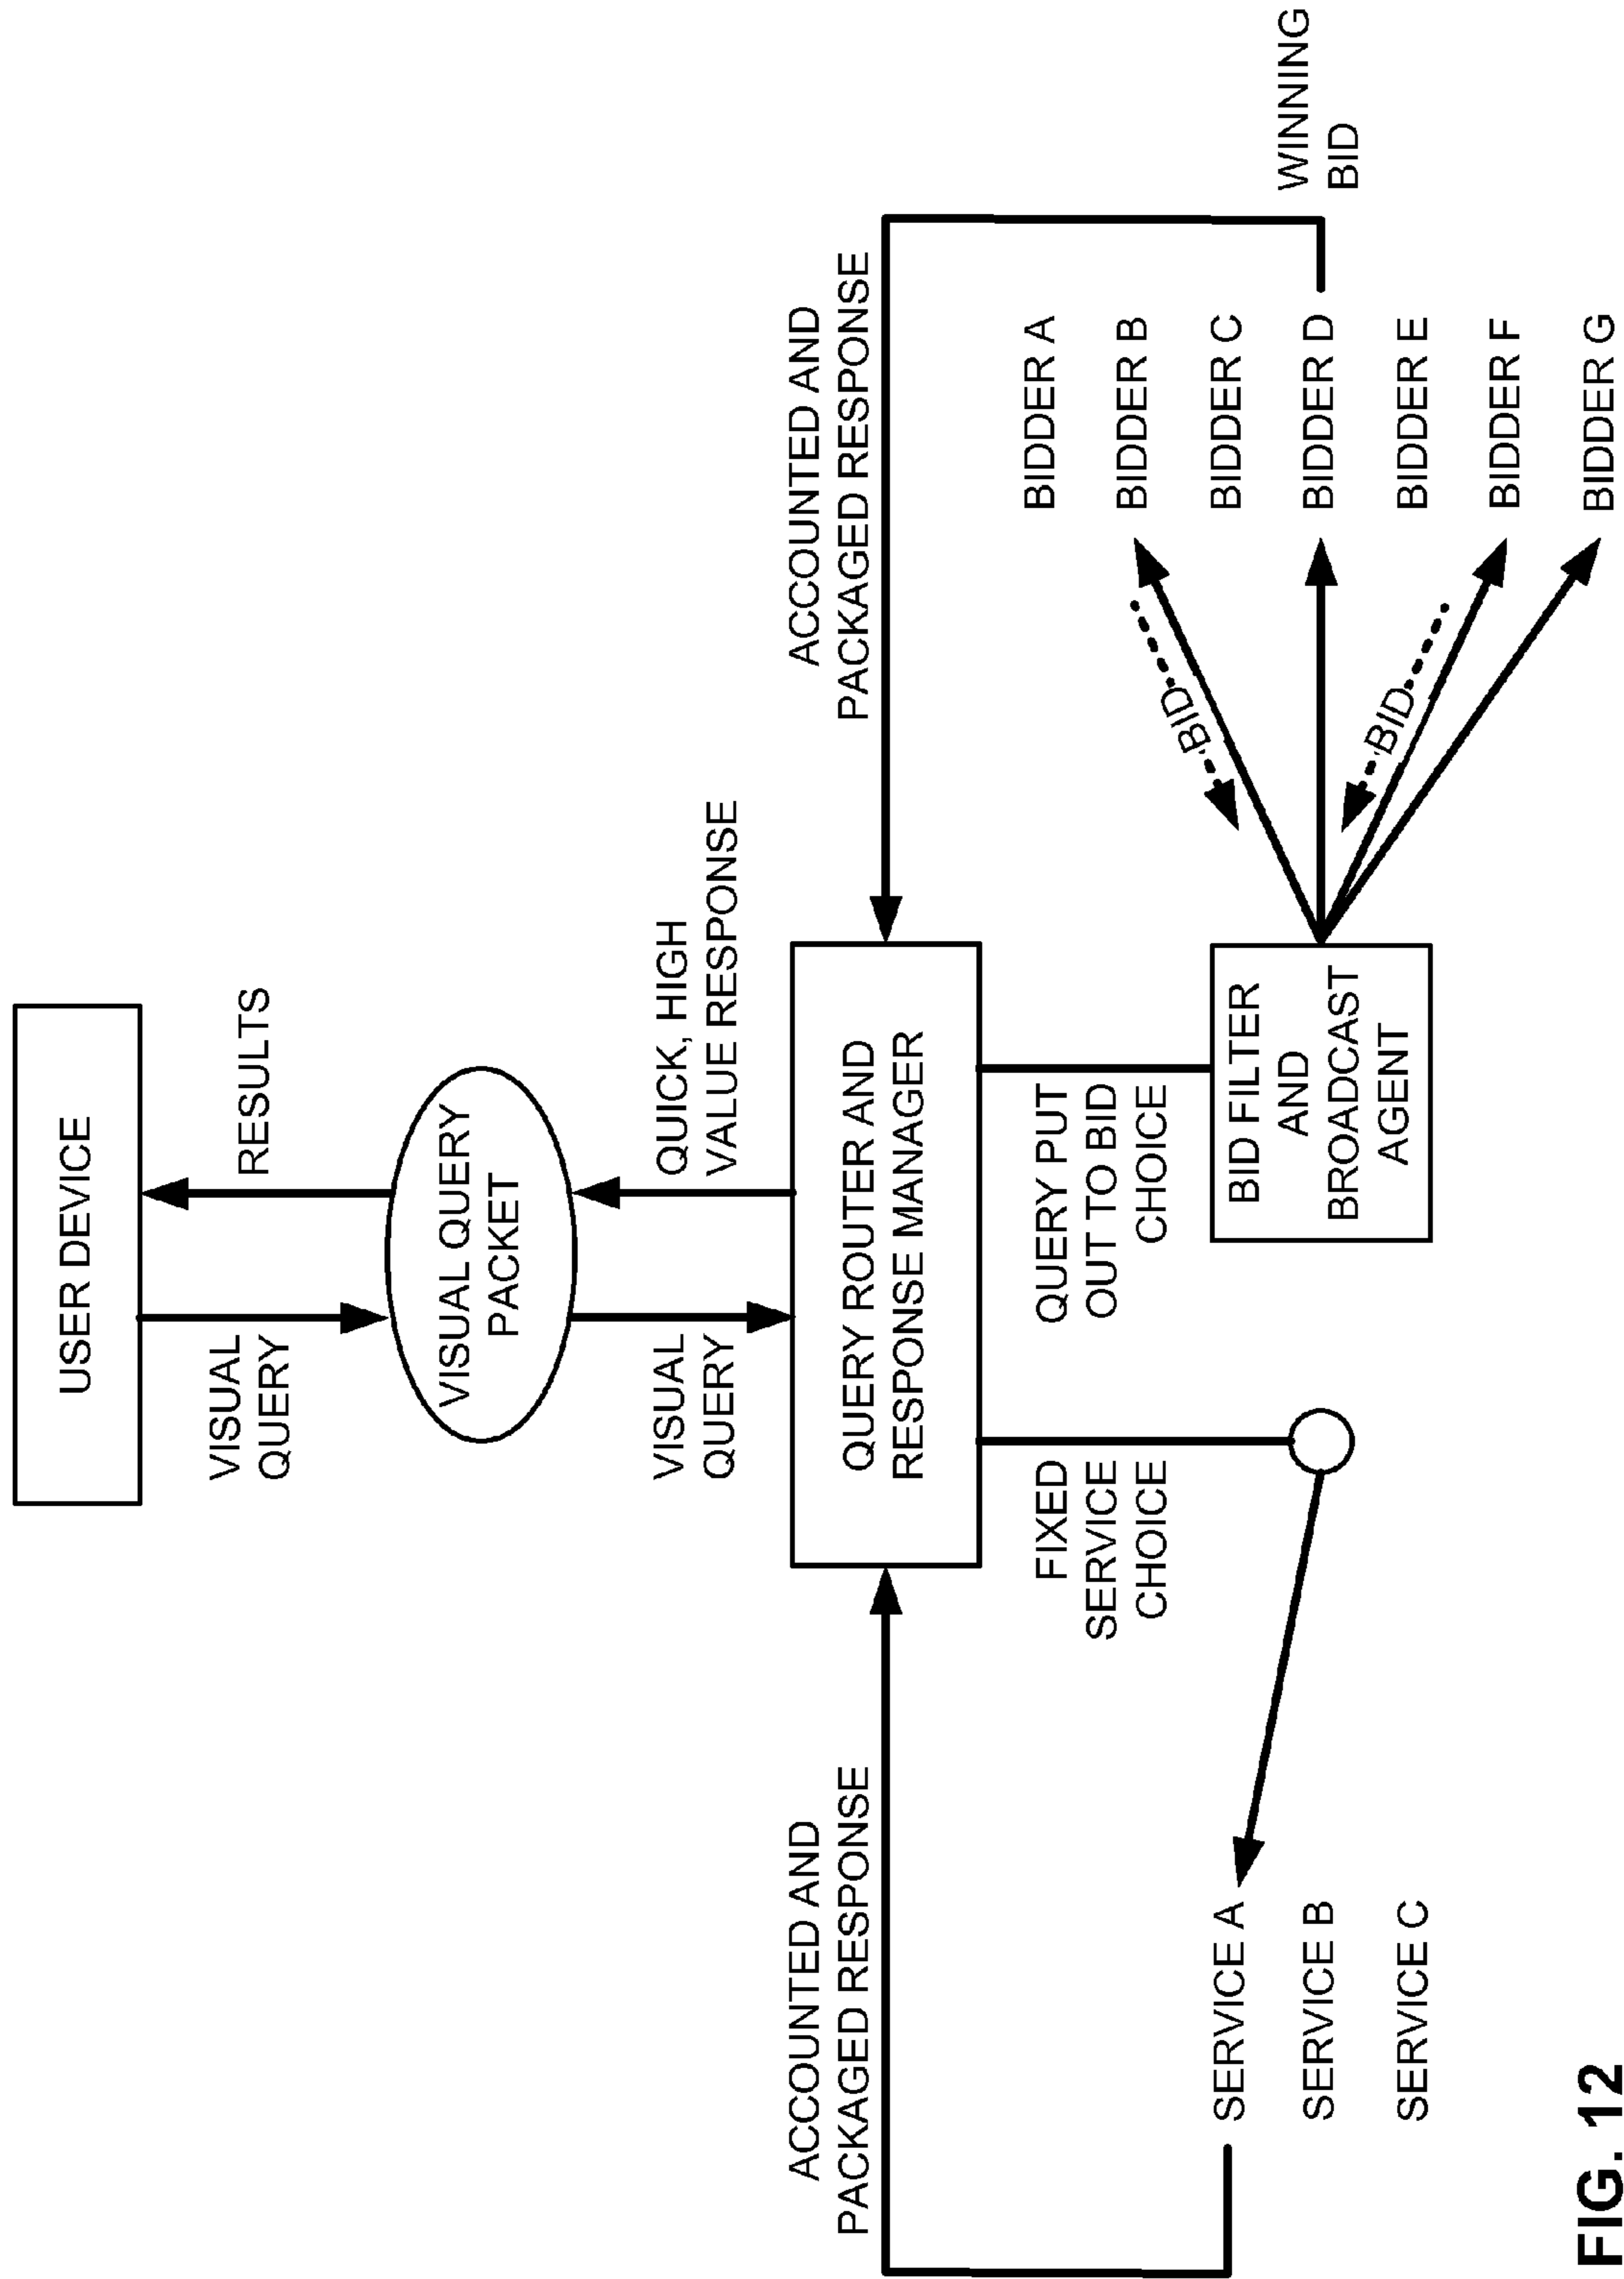 USER DEVICE
VISUAL
QUERY
RESULTS
VISUAL QUERY
PACKET
VISUAL
QUERY
QUICK, HIGH
VALUE RESPONSE
ACCOUNTED AND
PACKAGED RESPONSE
QUERY ROUTER AND
RESPONSE MANAGER
ACCOUNTED AND
PACKAGED RESPONSE
FIXED
SERVICE
CHOICE
QUERY PUT
OUT TO BID
CHOICE
SERVICE A
SERVICE B
SERVICE C
BID FILTER
AND
BROADCAST
AGENT
BID
BID
BIDDER A
BIDDER B
BIDDER C
BIDDER D
BIDDER E
BIDDER F
BIDDER G
WINNING
BID
FIG. 12